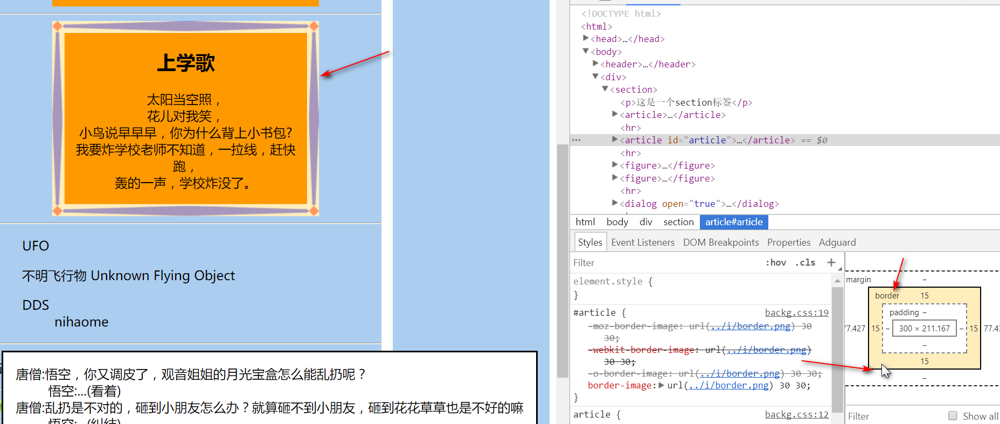 上学歌
太阳当空照，
花儿对我笑，
小鸟说早早早，你为什么背上小书包?
我要炸学校老师不知道，一拉线，赶快
跑，
轰的一声，学校炸没了。
UFO
不明飞行物 Unknown Flying Object
DDS
nihaome
唐僧:悟空，你又调皮了，观音姐姐的月光宝盒怎么能乱扔呢？
悟空:...(看着)
唐僧:乱扔是不对的，砸到小朋友怎么办？就算砸不到小朋友，砸到花花草草也是不好的嘛
<!DOCTYPE html>
<html>
<head>…</head>
<body>
<header>…</header>
<div>
<section>
<p>这是一个section标签</p>
<article>…</article>
<hr>
<article id="article">…</article> == $0
<hr>
<figure>…</figure>
<figure>…</figure>
<hr>
<dialog open="true">…</dialog>
html body div section article#article
Styles Event Listeners DOM Breakpoints Properties Adguard
Filter :hov .cls +
element.style {
}
#article { backg.css:19
-moz-border-image: url(../i/border.png) 30
30;
-webkit-border-image: url(../i/border.png)
30 30;
-o-border-image: url(../i/border.png) 30 30;
border-image: url(../i/border.png) 30 30;
}
article { backg.css:12
margin –
border 15
padding –
77.427 15 – 300 × 211.167 – 15 77.43
–
15
–
Filter Show all